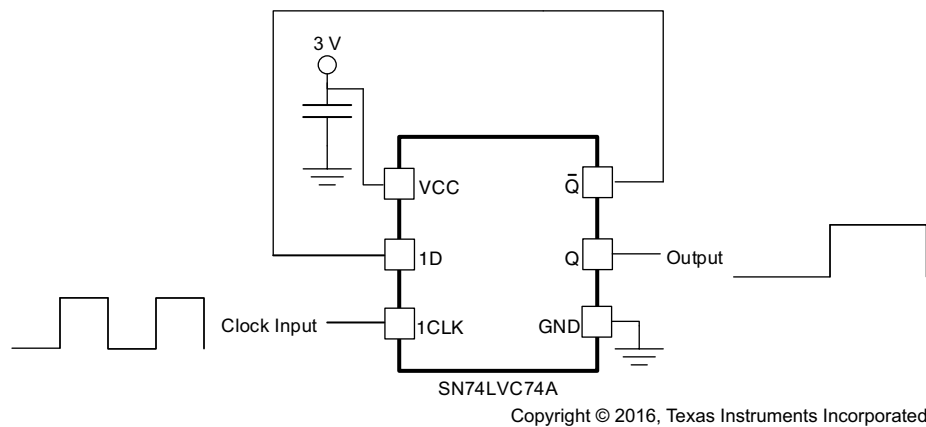 3 V
VCC
Q̄
1D
Q
Output
Clock Input
1CLK
GND
SN74LVC74A
Copyright © 2016, Texas Instruments Incorporated